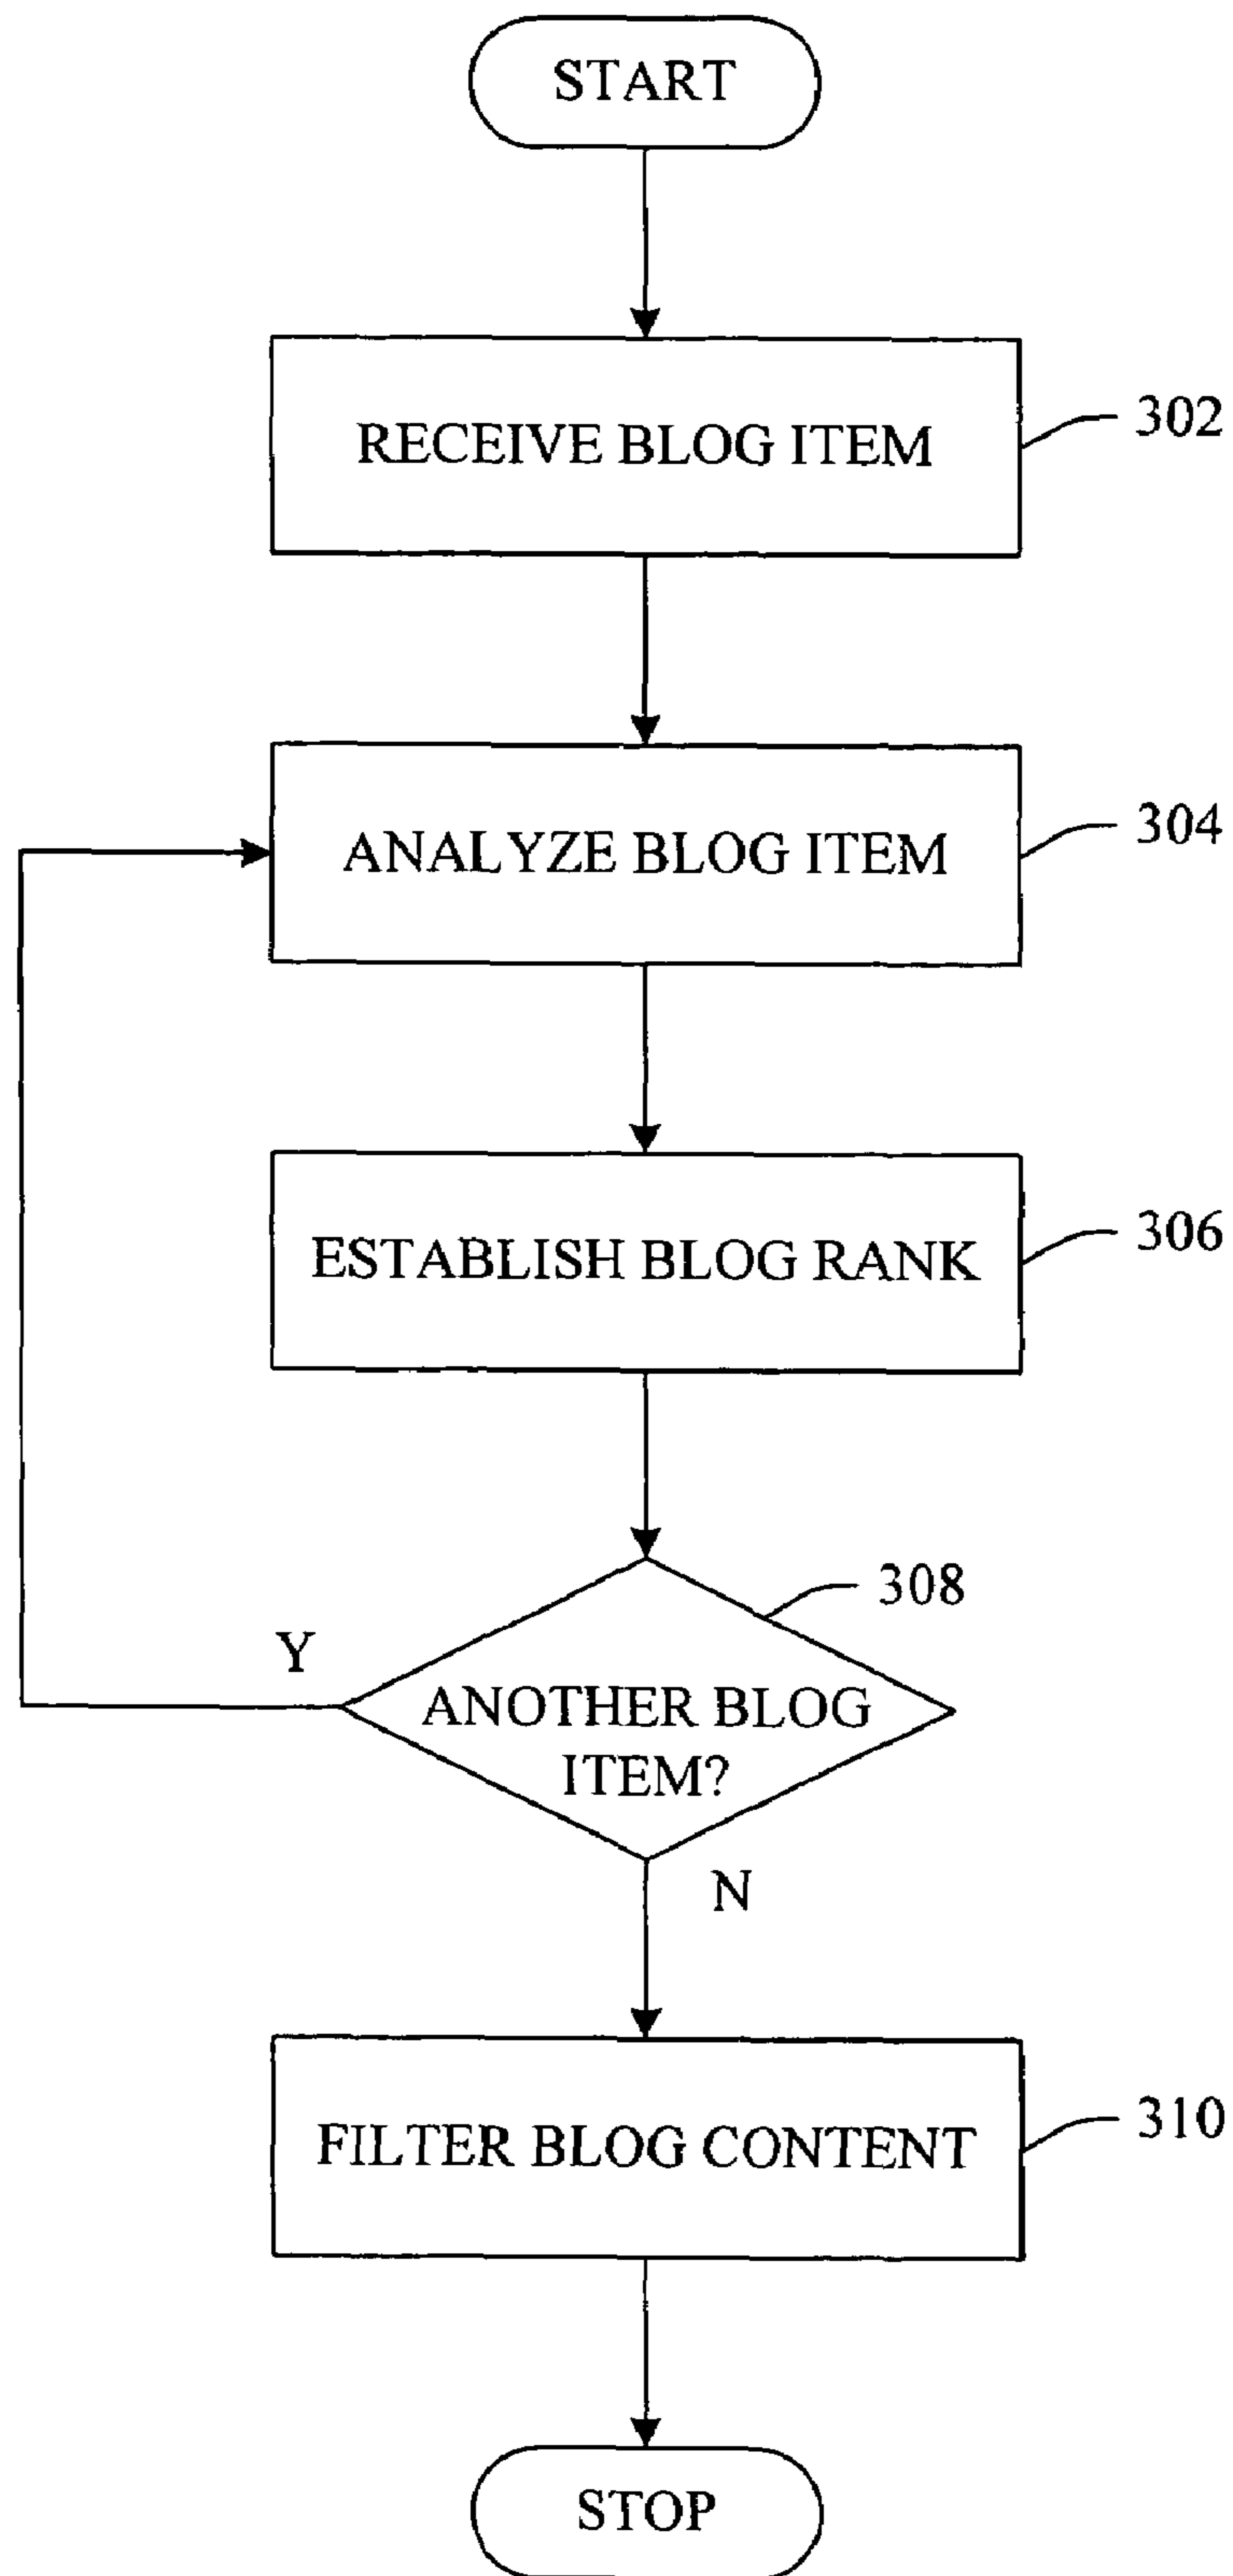 START
RECEIVE BLOG ITEM
302
ANALYZE BLOG ITEM
304
ESTABLISH BLOG RANK
306
308
Y
ANOTHER BLOG
ITEM?
N
FILTER BLOG CONTENT
310
STOP